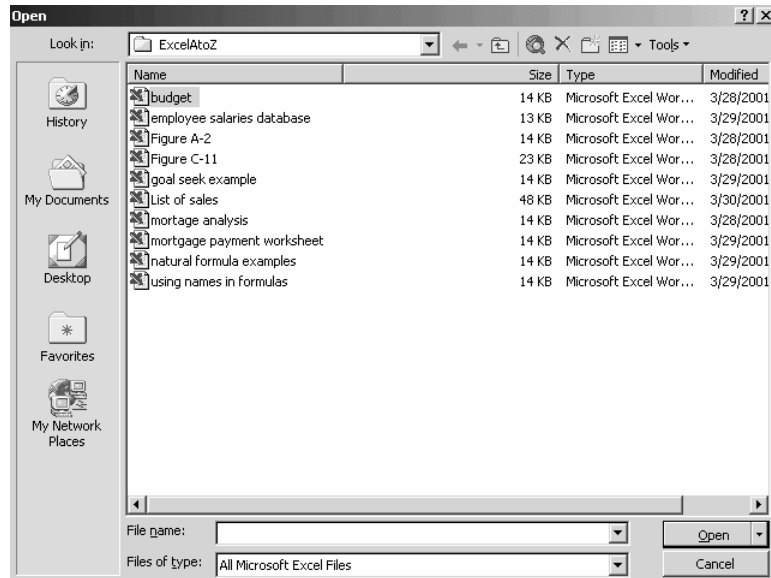 Open
Look in: ExcelAtoZ Tools
Name Size Type Modified
budget 14 KB Microsoft Excel Wor... 3/28/2001
employee salaries database 13 KB Microsoft Excel Wor... 3/29/2001
Figure A-2 14 KB Microsoft Excel Wor... 3/28/2001
Figure C-11 23 KB Microsoft Excel Wor... 3/28/2001
goal seek example 14 KB Microsoft Excel Wor... 3/29/2001
List of sales 48 KB Microsoft Excel Wor... 3/30/2001
mortage analysis 14 KB Microsoft Excel Wor... 3/28/2001
mortgage payment worksheet 14 KB Microsoft Excel Wor... 3/29/2001
natural formula examples 14 KB Microsoft Excel Wor... 3/29/2001
using names in formulas 14 KB Microsoft Excel Wor... 3/29/2001
History
My Documents
Desktop
Favorites
My Network
Places
File name: Open
Files of type: All Microsoft Excel Files Cancel